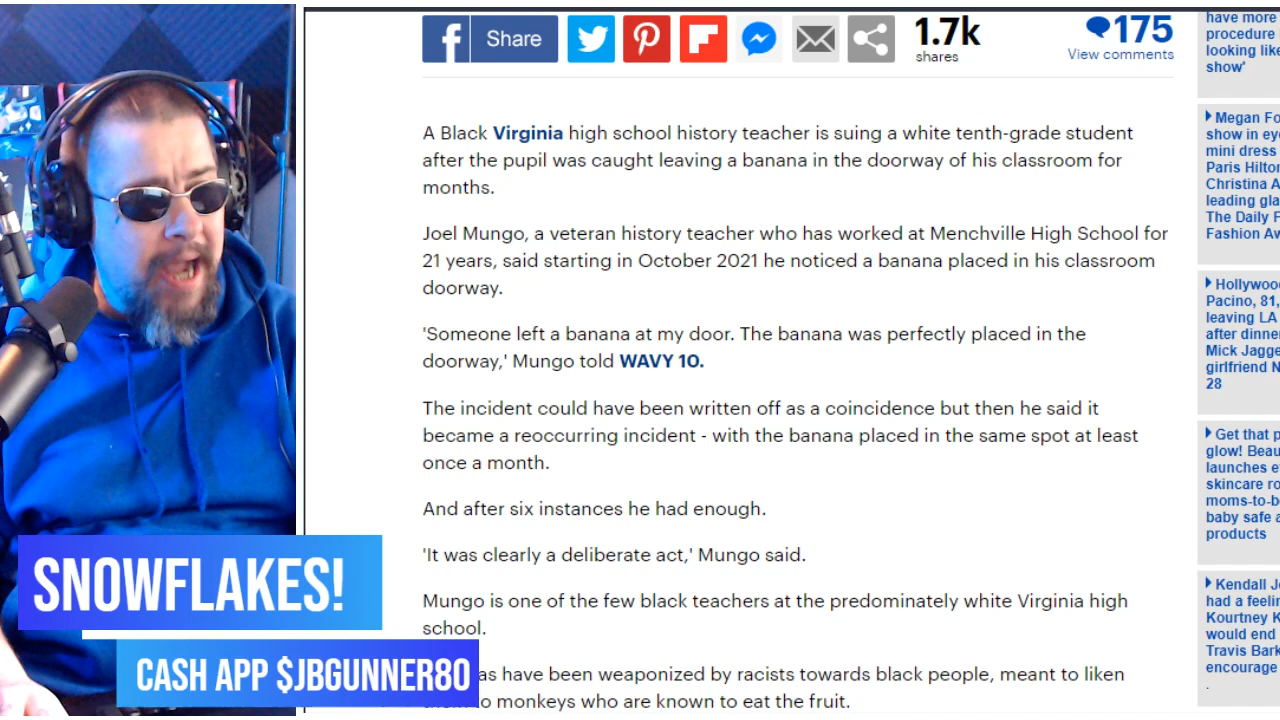 Share
1.7k
shares
175
View comments
A Black Virginia high school history teacher is suing a white tenth-grade student
after the pupil was caught leaving a banana in the doorway of his classroom for
months.
Joel Mungo, a veteran history teacher who has worked at Menchville High School for
21 years, said starting in October 2021 he noticed a banana placed in his classroom
doorway.
'Someone left a banana at my door. The banana was perfectly placed in the
doorway,' Mungo told WAVY 10.
The incident could have been written off as a coincidence but then he said it
became a reoccurring incident - with the banana placed in the same spot at least
once a month.
And after six instances he had enough.
'It was clearly a deliberate act,' Mungo said.
Mungo is one of the few black teachers at the predominately white Virginia high
school.
as have been weaponized by racists towards black people, meant to liken
to monkeys who are known to eat the fruit.
SNOWFLAKES!
CASH APP $JBGUNNER80
have more
procedure
looking like
show'
Megan Fo
show in eye
mini dress
Paris Hilton
Christina A
leading gla
The Daily F
Fashion Aw
Hollywood
Pacino, 81,
leaving LA
after dinner
Mick Jagge
girlfriend N
28
Get that p
glow! Beau
launches e
skincare ro
moms-to-b
baby safe a
products
Kendall Je
had a feelin
Kourtney K
would end
Travis Bark
encourage
.